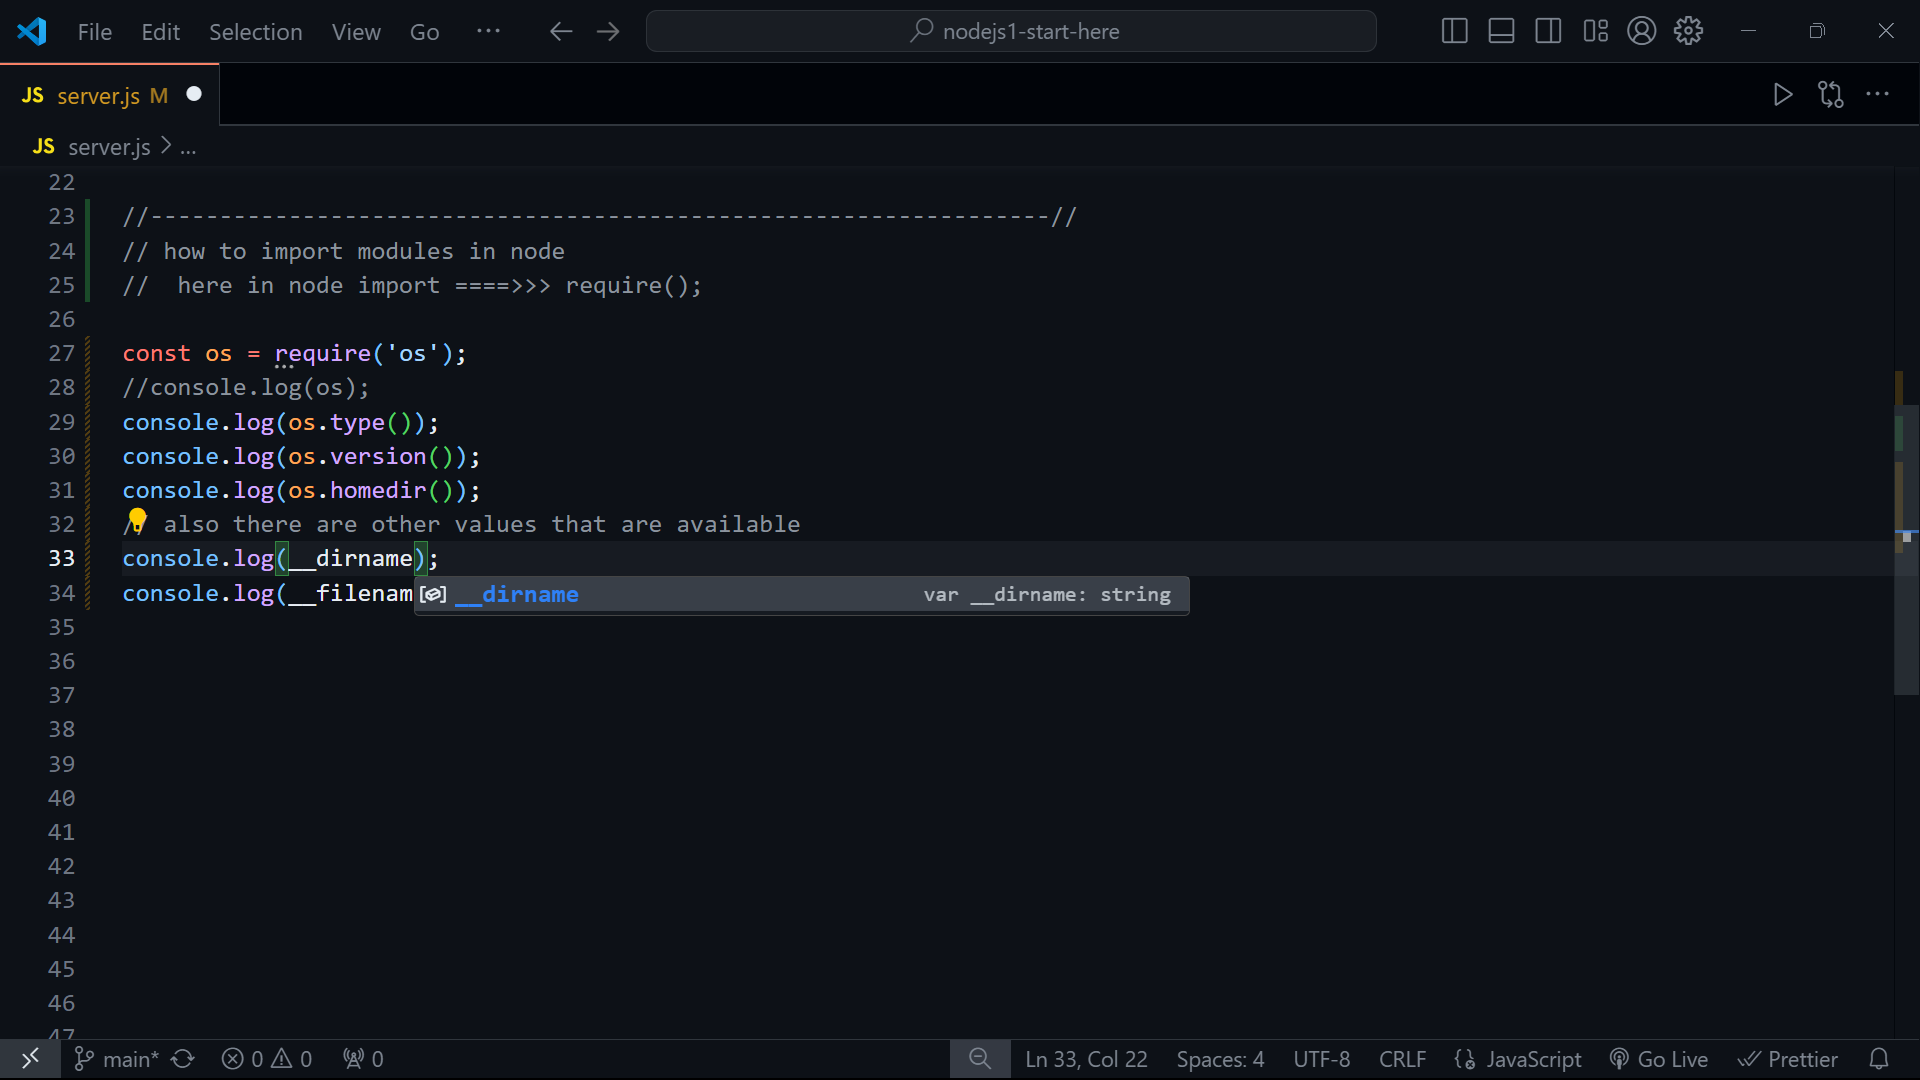 File Edit Selection View Go ··· nodejs1-start-here
JS server.js M
JS server.js > ...
22
23 //-----------------------------------------------------------------//
24 // how to import modules in node
25 //  here in node import ====>>> require();
26
27 const os = require('os');
28 //console.log(os);
29 console.log(os.type());
30 console.log(os.version());
31 console.log(os.homedir());
32 // also there are other values that are available
33 console.log(__dirname);
34 console.log(__filenam
__dirname var __dirname: string
35
36
37
38
39
40
41
42
43
44
45
46
47
main* 0 0 0 Ln 33, Col 22 Spaces: 4 UTF-8 CRLF JavaScript Go Live Prettier